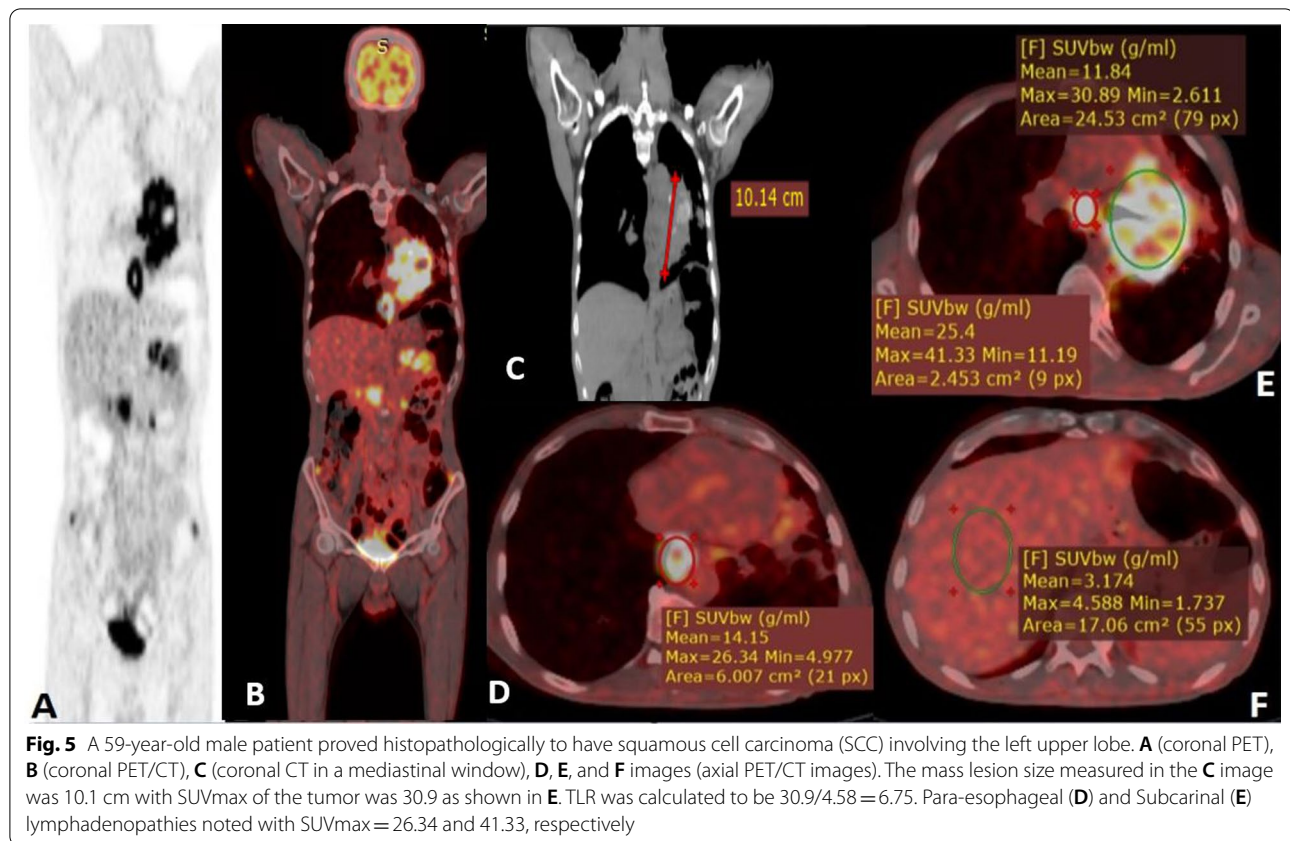 S
10.14 cm
[F] SUVbw (g/ml)
Mean=11.84
Max=30.89 Min=2.611
Area=24.53 cm² (79 px)
[F] SUVbw (g/ml)
Mean=25.4
Max=41.33 Min=11.19
Area=2.453 cm² (9 px)
C
E
[F] SUVbw (g/ml)
Mean=14.15
Max=26.34 Min=4.977
Area=6.007 cm² (21 px)
[F] SUVbw (g/ml)
Mean=3.174
Max=4.588 Min=1.737
Area=17.06 cm² (55 px)
A
B
D
F
Fig. 5 A 59-year-old male patient proved histopathologically to have squamous cell carcinoma (SCC) involving the left upper lobe. A (coronal PET),
B (coronal PET/CT), C (coronal CT in a mediastinal window), D, E, and F images (axial PET/CT images). The mass lesion size measured in the C image
was 10.1 cm with SUVmax of the tumor was 30.9 as shown in E. TLR was calculated to be 30.9/4.58 = 6.75. Para-esophageal (D) and Subcarinal (E)
lymphadenopathies noted with SUVmax = 26.34 and 41.33, respectively